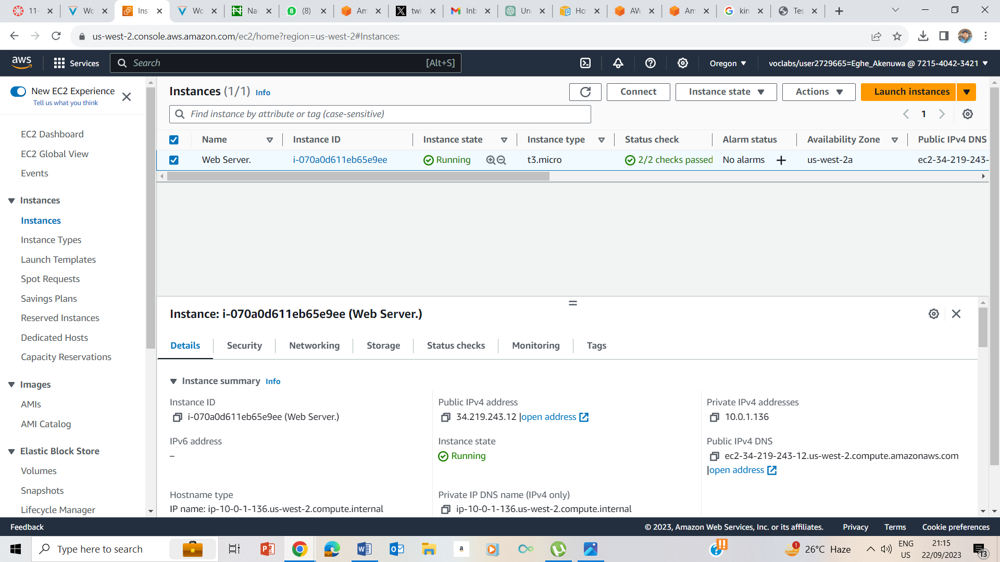 11-
Wo
Ins
Wo
Nai
(8)
Am
twi
Inb
Un
Ho
AW
Am
kin
Tes
us-west-2.console.aws.amazon.com/ec2/home?region=us-west-2#Instances:
aws
Services
Search
[Alt+S]
Oregon
voclabs/user2729665=Eghe_Akenuwa @ 7215-4042-3421
New EC2 Experience
Tell us what you think
EC2 Dashboard
EC2 Global View
Events
Instances
Instances
Instance Types
Launch Templates
Spot Requests
Savings Plans
Reserved Instances
Dedicated Hosts
Capacity Reservations
Images
AMIs
AMI Catalog
Elastic Block Store
Volumes
Snapshots
Lifecycle Manager
Instances (1/1) Info
Connect
Instance state
Actions
Launch instances
Find instance by attribute or tag (case-sensitive)
1
Name Instance ID Instance state Instance type Status check Alarm status Availability Zone Public IPv4 DNS
Web Server. i-070a0d611eb65e9ee Running t3.micro 2/2 checks passed No alarms + us-west-2a ec2-34-219-243-
Instance: i-070a0d611eb65e9ee (Web Server.)
Details Security Networking Storage Status checks Monitoring Tags
Instance summary Info
Instance ID
i-070a0d611eb65e9ee (Web Server.)
Public IPv4 address
34.219.243.12 |open address
Private IPv4 addresses
10.0.1.136
IPv6 address
–
Instance state
Running
Public IPv4 DNS
ec2-34-219-243-12.us-west-2.compute.amazonaws.com
|open address
Hostname type
IP name: ip-10-0-1-136.us-west-2.compute.internal
Private IP DNS name (IPv4 only)
ip-10-0-1-136.us-west-2.compute.internal
Feedback
© 2023, Amazon Web Services, Inc. or its affiliates.
Privacy
Terms
Cookie preferences
Type here to search
a
1
26°C Haze
ENG
US
21:15
22/09/2023
13